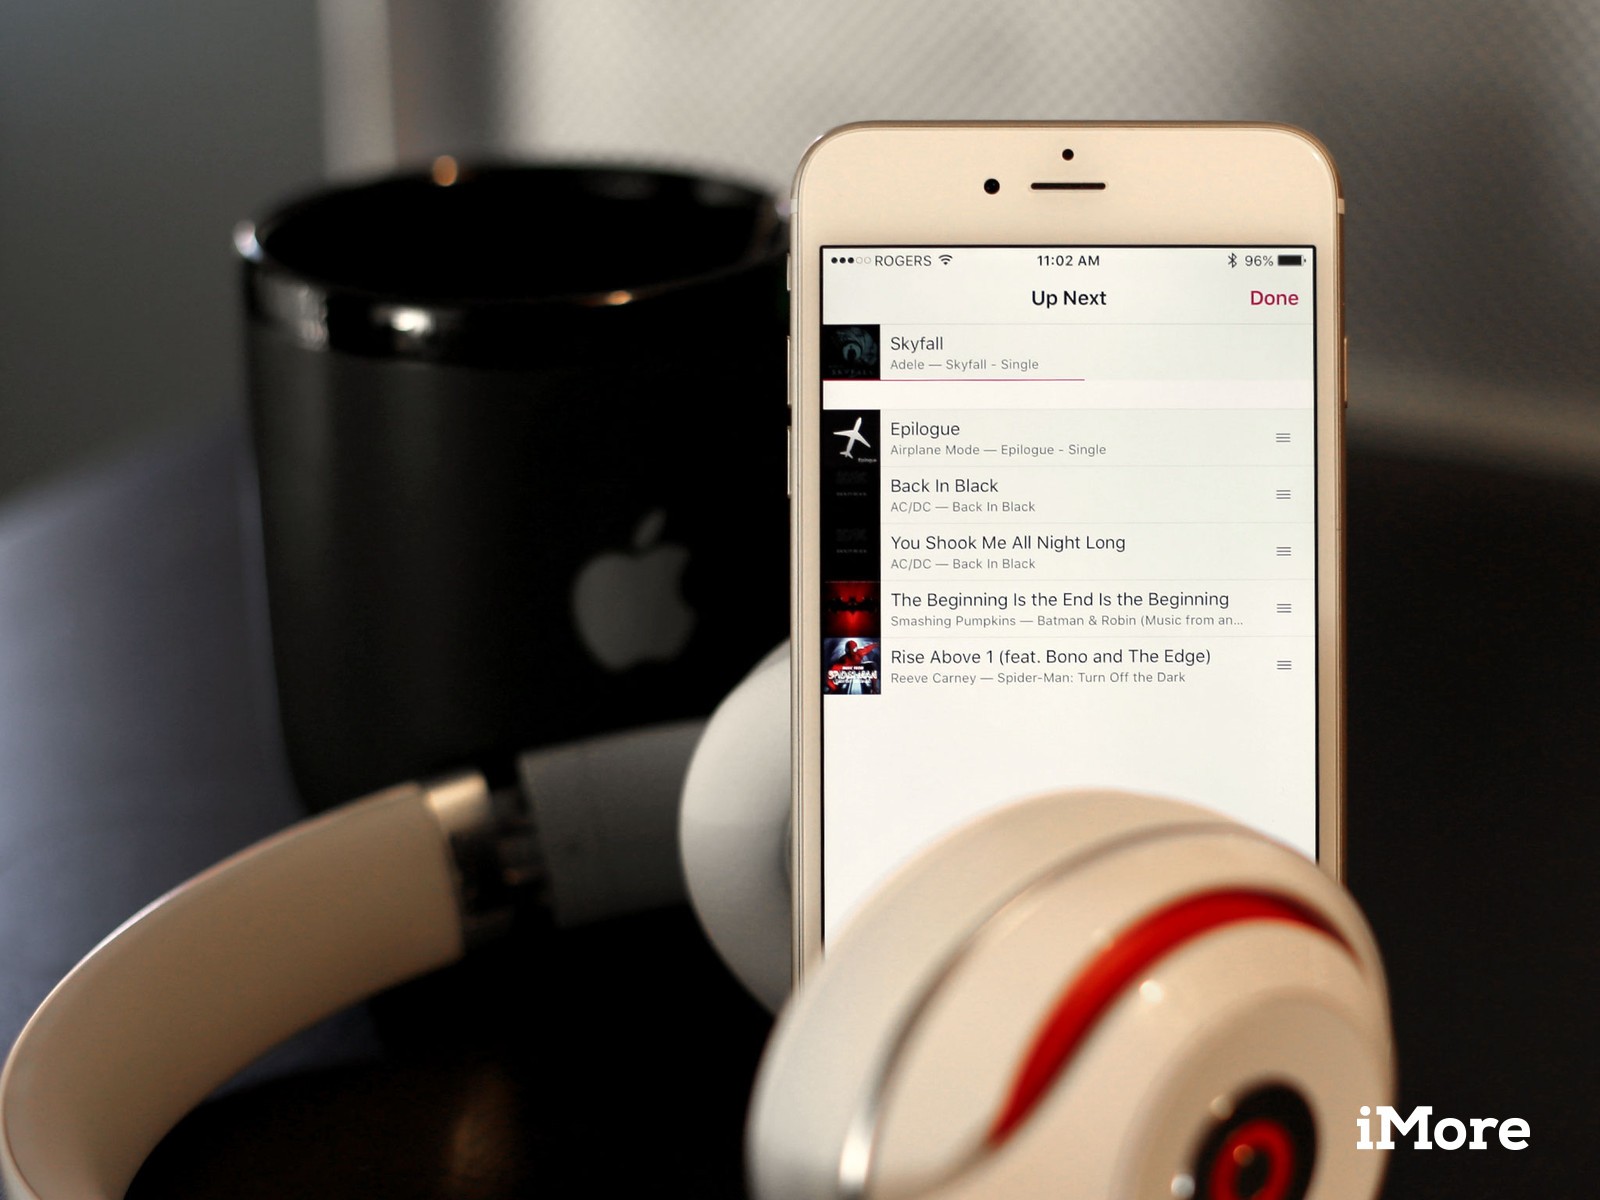 ROGERS 11:02 AM 96%
Up Next Done
Skyfall
Adele — Skyfall - Single
Epilogue
Airplane Mode — Epilogue - Single
Back In Black
AC/DC — Back In Black
You Shook Me All Night Long
AC/DC — Back In Black
The Beginning Is the End Is the Beginning
Smashing Pumpkins — Batman & Robin (Music from an...
Rise Above 1 (feat. Bono and The Edge)
Reeve Carney — Spider-Man: Turn Off the Dark
iMore